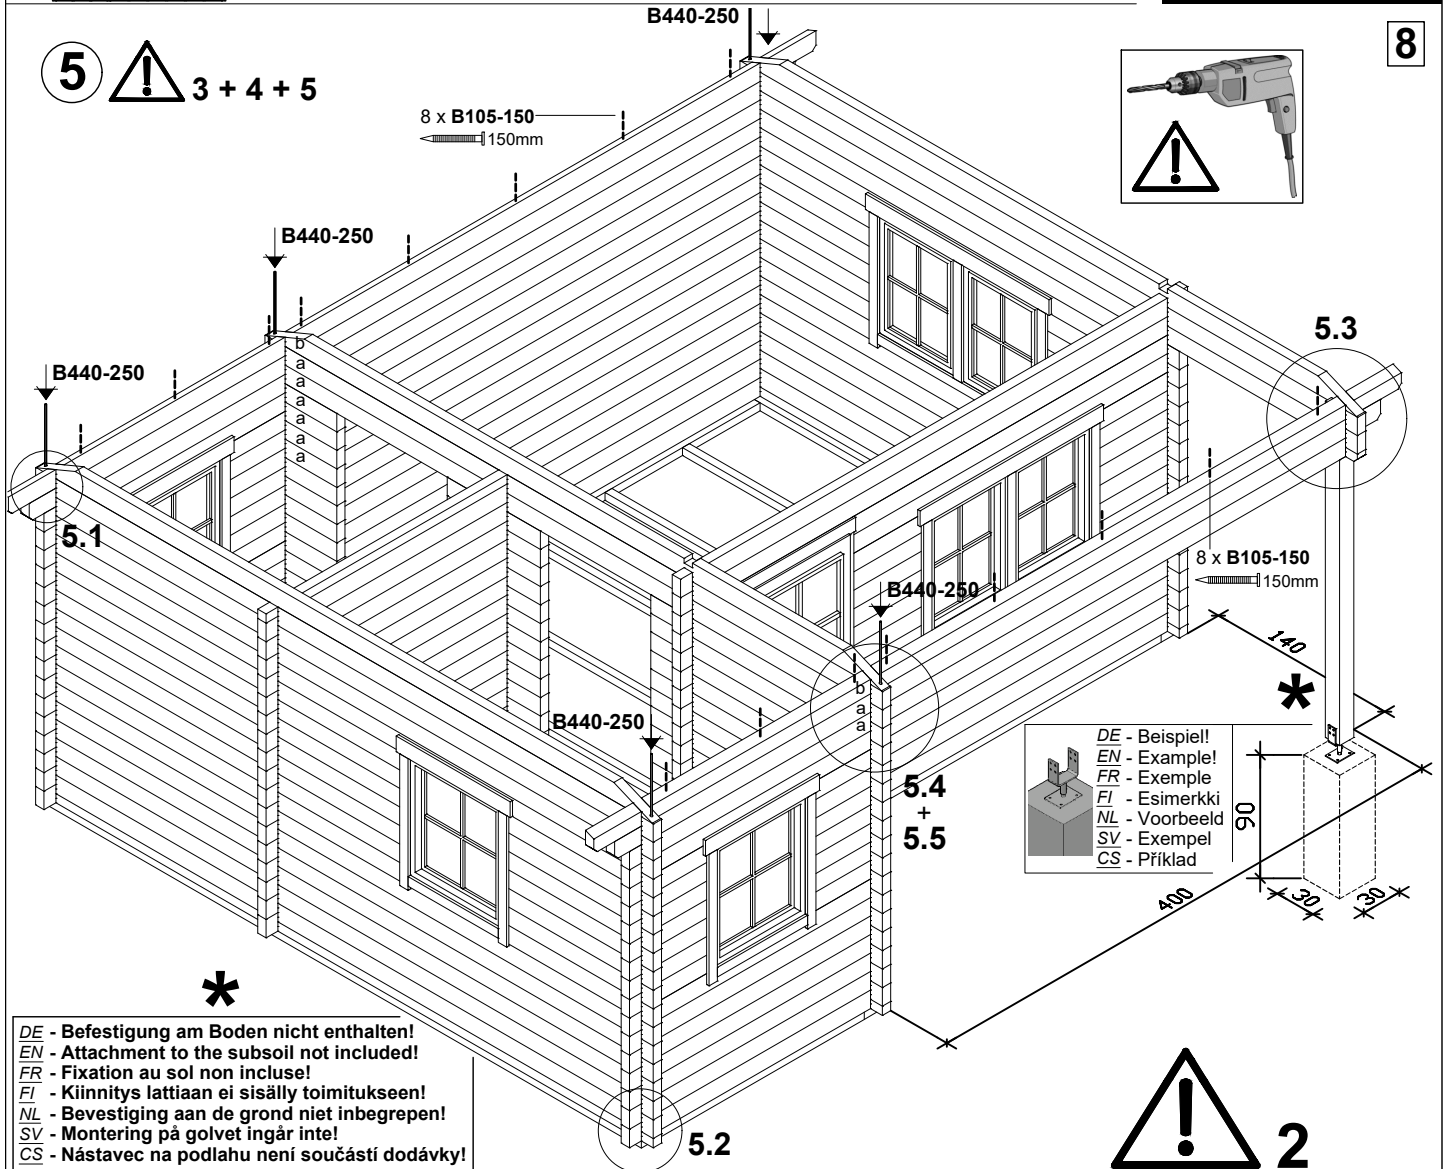 B440-250
8
5 3 + 4 + 5
8 x B105-150
150mm
B440-250
5.3
B440-250
b
a
a
a
a
a
a
5.1
8 x B105-150
150mm
B440-250
140
*
b
a
a
B440-250
5.4
+
5.5
DE - Beispiel!
EN - Example!
FR - Exemple
FI - Esimerkki
NL - Voorbeeld
SV - Exempel
CS - Příklad
90
400
30
30
*
DE - Befestigung am Boden nicht enthalten!
EN - Attachment to the subsoil not included!
FR - Fixation au sol non incluse!
FI - Kiinnitys lattiaan ei sisälly toimitukseen!
NL - Bevestiging aan de grond niet inbegrepen!
SV - Montering på golvet ingår inte!
CS - Nástavec na podlahu není součástí dodávky!
5.2
2